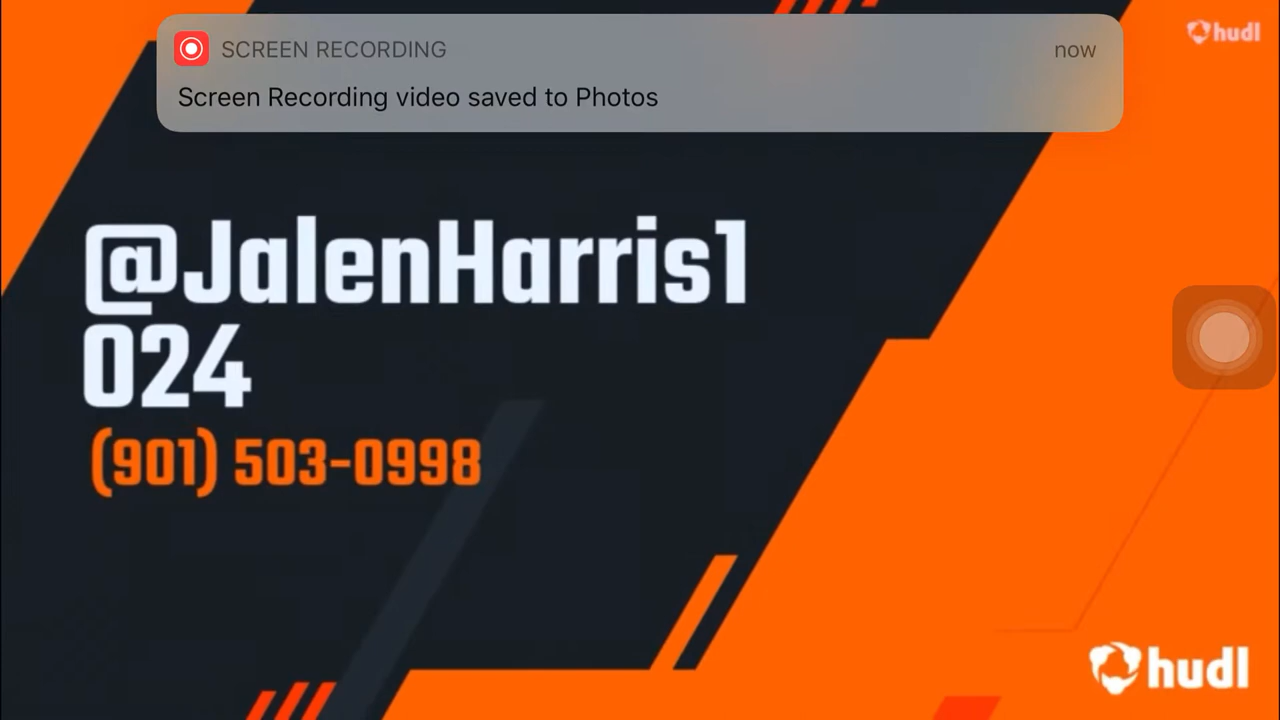 hudl
SCREEN RECORDING now
Screen Recording video saved to Photos
@JalenHarris1
024
(901) 503-0998
hudl